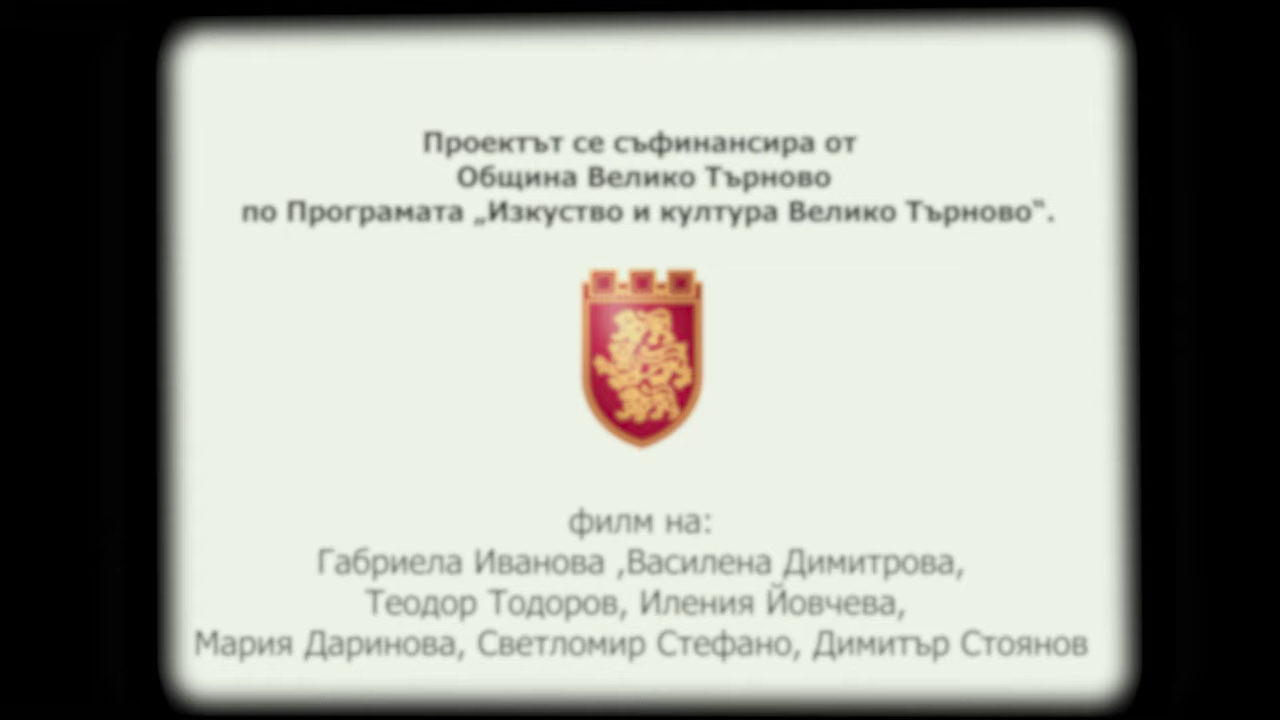 Проектът се съфинансира от
Община Велико Търново
по Програмата „Изкуство и култура Велико Търново“.
филм на:
Габриела Иванова ,Василена Димитрова,
Теодор Тодоров, Иления Йовчева,
Мария Даринова, Светломир Стефано, Димитър Стоянов